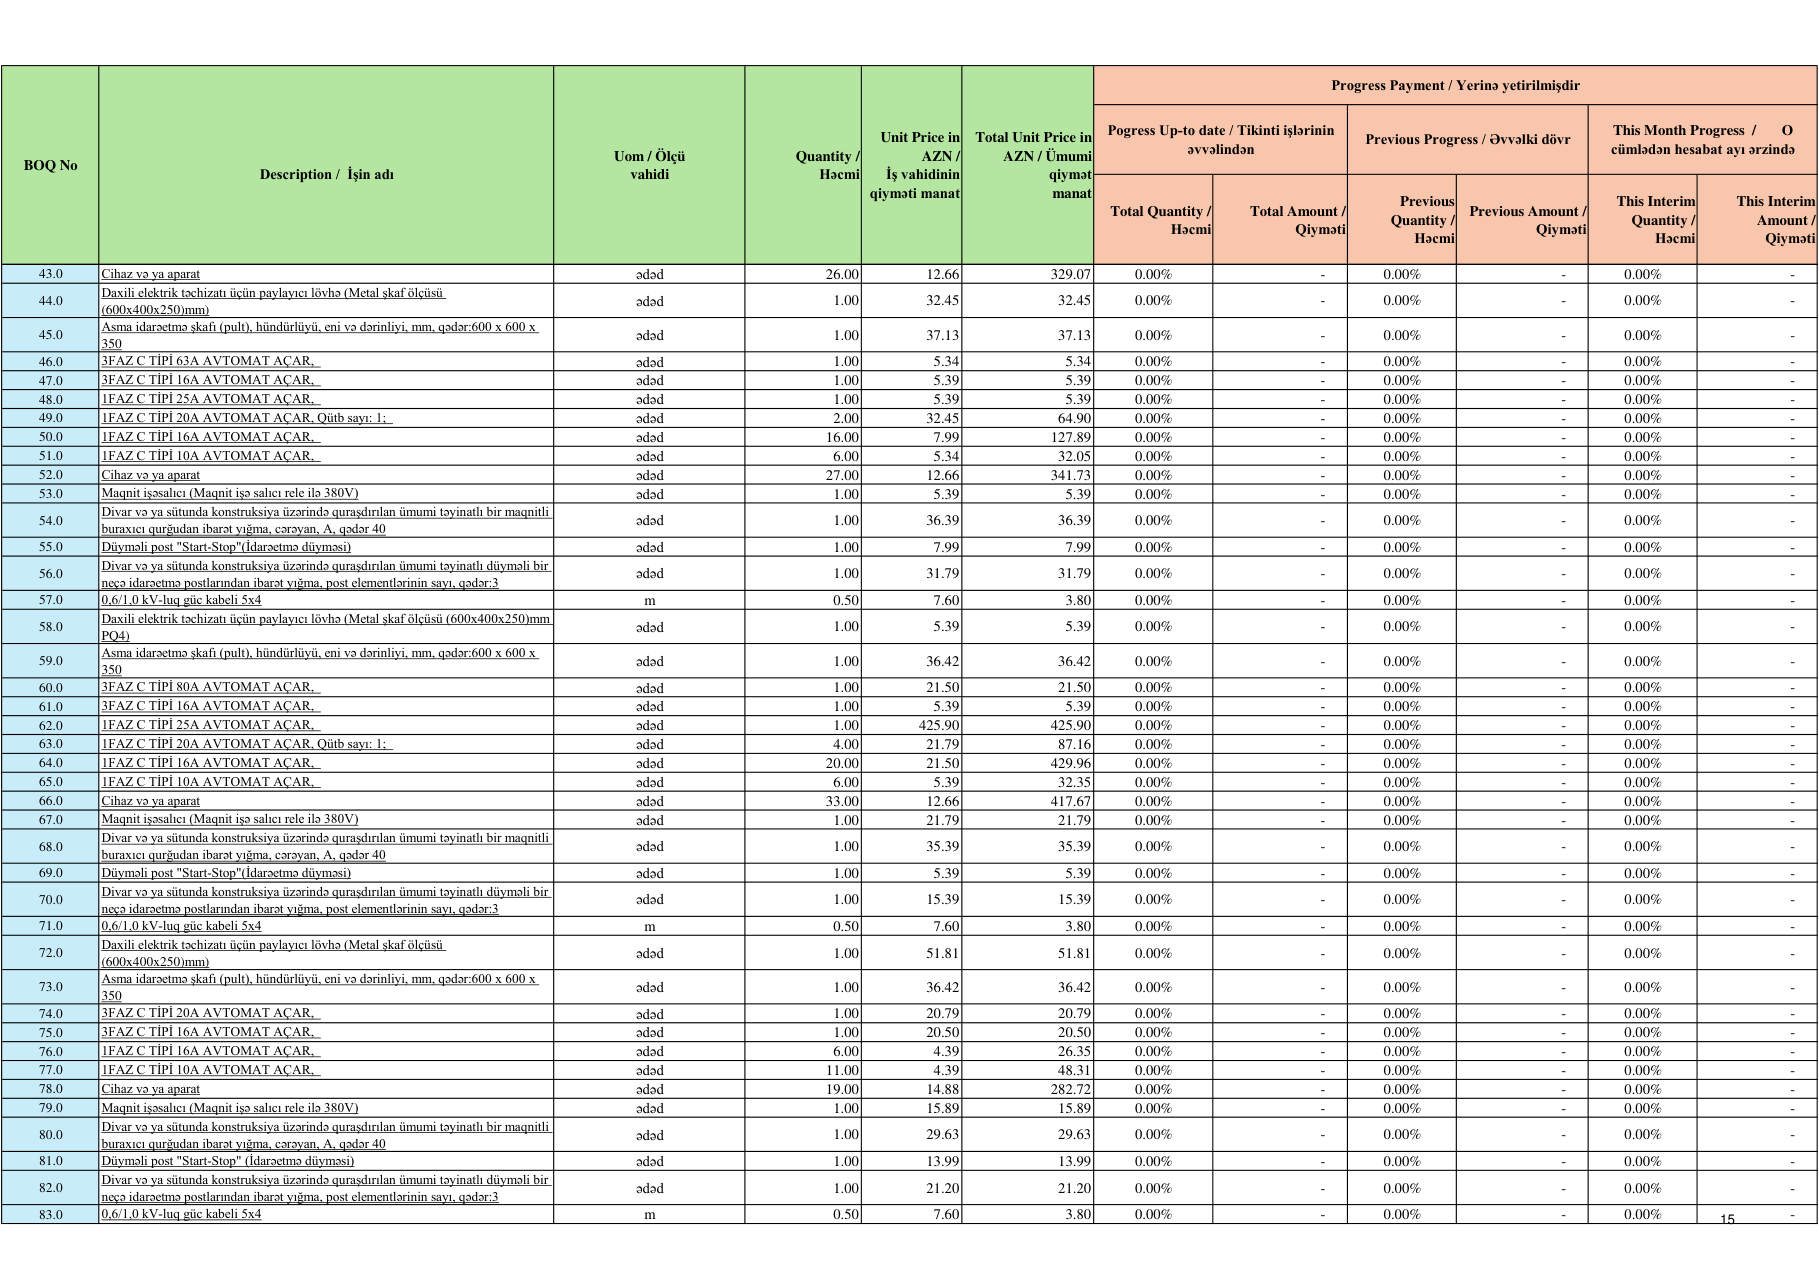 BOQ No
Description / İşin adı
Uom / Ölçü
vahidi
Quantity /
Həcmi
Unit Price in
AZN /
İş vahidinin
qiyməti manat
Total Unit Price in
AZN / Ümumi
qiymət
manat
Progress Payment / Yerinə yetirilmişdir
Pogress Up-to date / Tikinti işlərinin
əvvəlindən
Previous Progress / Əvvəlki dövr
This Month Progress / O
cümlədən hesabat ayı ərzində
Total Quantity /
Həcmi
Total Amount /
Qiyməti
Previous
Quantity /
Həcmi
Previous Amount /
Qiyməti
This Interim
Quantity /
Həcmi
This Interim
Amount /
Qiyməti
43.0 Cihaz və ya aparat ədəd 26.00 12.66 329.07 0.00% - 0.00% - 0.00% -
44.0 Daxili elektrik təchizatı üçün paylayıcı lövhə (Metal şkaf ölçüsü
(600x400x250)mm) ədəd 1.00 32.45 32.45 0.00% - 0.00% - 0.00% -
45.0 Asma idarəetmə şkafı (pult), hündürlüyü, eni və dərinliyi, mm, qədər:600 x 600 x
350 ədəd 1.00 37.13 37.13 0.00% - 0.00% - 0.00% -
46.0 3FAZ C TİPİ 63A AVTOMAT AÇAR, ədəd 1.00 5.34 5.34 0.00% - 0.00% - 0.00% -
47.0 3FAZ C TİPİ 16A AVTOMAT AÇAR, ədəd 1.00 5.39 5.39 0.00% - 0.00% - 0.00% -
48.0 1FAZ C TİPİ 25A AVTOMAT AÇAR, ədəd 1.00 5.39 5.39 0.00% - 0.00% - 0.00% -
49.0 1FAZ C TİPİ 20A AVTOMAT AÇAR, Qütb sayı: 1; ədəd 2.00 32.45 64.90 0.00% - 0.00% - 0.00% -
50.0 1FAZ C TİPİ 16A AVTOMAT AÇAR, ədəd 16.00 7.99 127.89 0.00% - 0.00% - 0.00% -
51.0 1FAZ C TİPİ 10A AVTOMAT AÇAR, ədəd 6.00 5.34 32.05 0.00% - 0.00% - 0.00% -
52.0 Cihaz və ya aparat ədəd 27.00 12.66 341.73 0.00% - 0.00% - 0.00% -
53.0 Maqnit işəsalıcı (Maqnit işə salıcı rele ilə 380V) ədəd 1.00 5.39 5.39 0.00% - 0.00% - 0.00% -
54.0 Divar və ya sütunda konstruksiya üzərində quraşdırılan ümumi təyinatlı bir maqnitli
buraxıcı qurğudan ibarət yığma, cərəyan, A, qədər 40 ədəd 1.00 36.39 36.39 0.00% - 0.00% - 0.00% -
55.0 Düyməli post "Start-Stop"(İdarəetmə düyməsi) ədəd 1.00 7.99 7.99 0.00% - 0.00% - 0.00% -
56.0 Divar və ya sütunda konstruksiya üzərində quraşdırılan ümumi təyinatlı düyməli bir
neçə idarəetmə postlarından ibarət yığma, post elementlərinin sayı, qədər:3 ədəd 1.00 31.79 31.79 0.00% - 0.00% - 0.00% -
57.0 0,6/1,0 kV-luq güc kabeli 5x4 m 0.50 7.60 3.80 0.00% - 0.00% - 0.00% -
58.0 Daxili elektrik təchizatı üçün paylayıcı lövhə (Metal şkaf ölçüsü (600x400x250)mm
PQ4) ədəd 1.00 5.39 5.39 0.00% - 0.00% - 0.00% -
59.0 Asma idarəetmə şkafı (pult), hündürlüyü, eni və dərinliyi, mm, qədər:600 x 600 x
350 ədəd 1.00 36.42 36.42 0.00% - 0.00% - 0.00% -
60.0 3FAZ C TİPİ 80A AVTOMAT AÇAR, ədəd 1.00 21.50 21.50 0.00% - 0.00% - 0.00% -
61.0 3FAZ C TİPİ 16A AVTOMAT AÇAR, ədəd 1.00 5.39 5.39 0.00% - 0.00% - 0.00% -
62.0 1FAZ C TİPİ 25A AVTOMAT AÇAR, ədəd 1.00 425.90 425.90 0.00% - 0.00% - 0.00% -
63.0 1FAZ C TİPİ 20A AVTOMAT AÇAR, Qütb sayı: 1; ədəd 4.00 21.79 87.16 0.00% - 0.00% - 0.00% -
64.0 1FAZ C TİPİ 16A AVTOMAT AÇAR, ədəd 20.00 21.50 429.96 0.00% - 0.00% - 0.00% -
65.0 1FAZ C TİPİ 10A AVTOMAT AÇAR, ədəd 6.00 5.39 32.35 0.00% - 0.00% - 0.00% -
66.0 Cihaz və ya aparat ədəd 33.00 12.66 417.67 0.00% - 0.00% - 0.00% -
67.0 Maqnit işəsalıcı (Maqnit işə salıcı rele ilə 380V) ədəd 1.00 21.79 21.79 0.00% - 0.00% - 0.00% -
68.0 Divar və ya sütunda konstruksiya üzərində quraşdırılan ümumi təyinatlı bir maqnitli
buraxıcı qurğudan ibarət yığma, cərəyan, A, qədər 40 ədəd 1.00 35.39 35.39 0.00% - 0.00% - 0.00% -
69.0 Düyməli post "Start-Stop"(İdarəetmə düyməsi) ədəd 1.00 5.39 5.39 0.00% - 0.00% - 0.00% -
70.0 Divar və ya sütunda konstruksiya üzərində quraşdırılan ümumi təyinatlı düyməli bir
neçə idarəetmə postlarından ibarət yığma, post elementlərinin sayı, qədər:3 ədəd 1.00 15.39 15.39 0.00% - 0.00% - 0.00% -
71.0 0,6/1,0 kV-luq güc kabeli 5x4 m 0.50 7.60 3.80 0.00% - 0.00% - 0.00% -
72.0 Daxili elektrik təchizatı üçün paylayıcı lövhə (Metal şkaf ölçüsü
(600x400x250)mm) ədəd 1.00 51.81 51.81 0.00% - 0.00% - 0.00% -
73.0 Asma idarəetmə şkafı (pult), hündürlüyü, eni və dərinliyi, mm, qədər:600 x 600 x
350 ədəd 1.00 36.42 36.42 0.00% - 0.00% - 0.00% -
74.0 3FAZ C TİPİ 20A AVTOMAT AÇAR, ədəd 1.00 20.79 20.79 0.00% - 0.00% - 0.00% -
75.0 3FAZ C TİPİ 16A AVTOMAT AÇAR, ədəd 1.00 20.50 20.50 0.00% - 0.00% - 0.00% -
76.0 1FAZ C TİPİ 16A AVTOMAT AÇAR, ədəd 6.00 4.39 26.35 0.00% - 0.00% - 0.00% -
77.0 1FAZ C TİPİ 10A AVTOMAT AÇAR, ədəd 11.00 4.39 48.31 0.00% - 0.00% - 0.00% -
78.0 Cihaz və ya aparat ədəd 19.00 14.88 282.72 0.00% - 0.00% - 0.00% -
79.0 Maqnit işəsalıcı (Maqnit işə salıcı rele ilə 380V) ədəd 1.00 15.89 15.89 0.00% - 0.00% - 0.00% -
80.0 Divar və ya sütunda konstruksiya üzərində quraşdırılan ümumi təyinatlı bir maqnitli
buraxıcı qurğudan ibarət yığma, cərəyan, A, qədər 40 ədəd 1.00 29.63 29.63 0.00% - 0.00% - 0.00% -
81.0 Düyməli post "Start-Stop" (İdarəetmə düyməsi) ədəd 1.00 13.99 13.99 0.00% - 0.00% - 0.00% -
82.0 Divar və ya sütunda konstruksiya üzərində quraşdırılan ümumi təyinatlı düyməli bir
neçə idarəetmə postlarından ibarət yığma, post elementlərinin sayı, qədər:3 ədəd 1.00 21.20 21.20 0.00% - 0.00% - 0.00% -
83.0 0,6/1,0 kV-luq güc kabeli 5x4 m 0.50 7.60 3.80 0.00% - 0.00% - 0.00% -
15